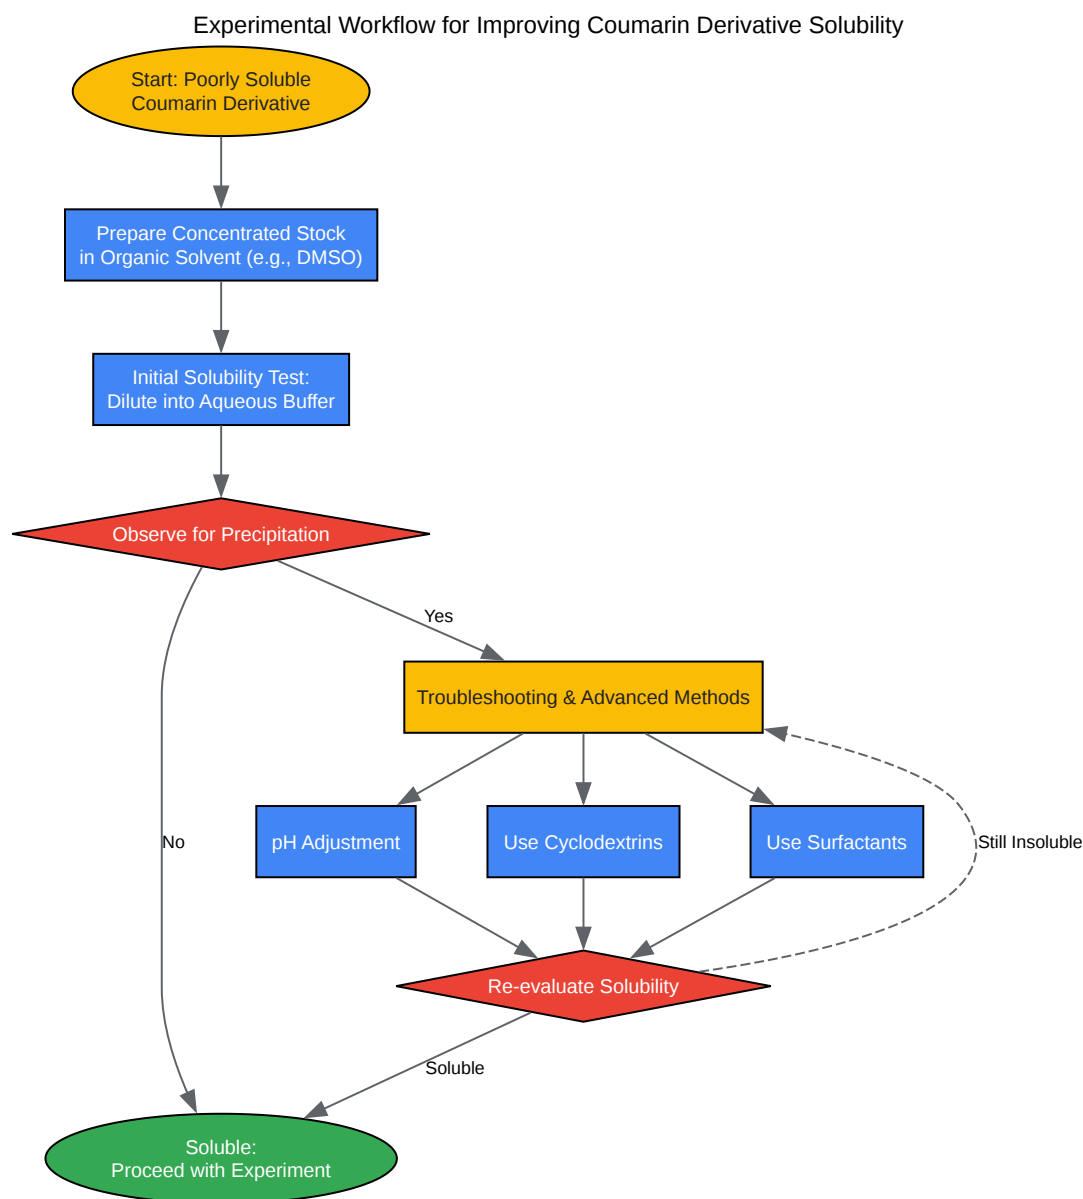 Experimental Workflow for Improving Coumarin Derivative Solubility
Start: Poorly Soluble
Coumarin Derivative
Prepare Concentrated Stock
in Organic Solvent (e.g., DMSO)
Initial Solubility Test:
Dilute into Aqueous Buffer
Observe for Precipitation
Yes
Troubleshooting & Advanced Methods
pH Adjustment
Use Cyclodextrins
Use Surfactants
No
Still Insoluble
Re-evaluate Solubility
Soluble
Soluble:
Proceed with Experiment